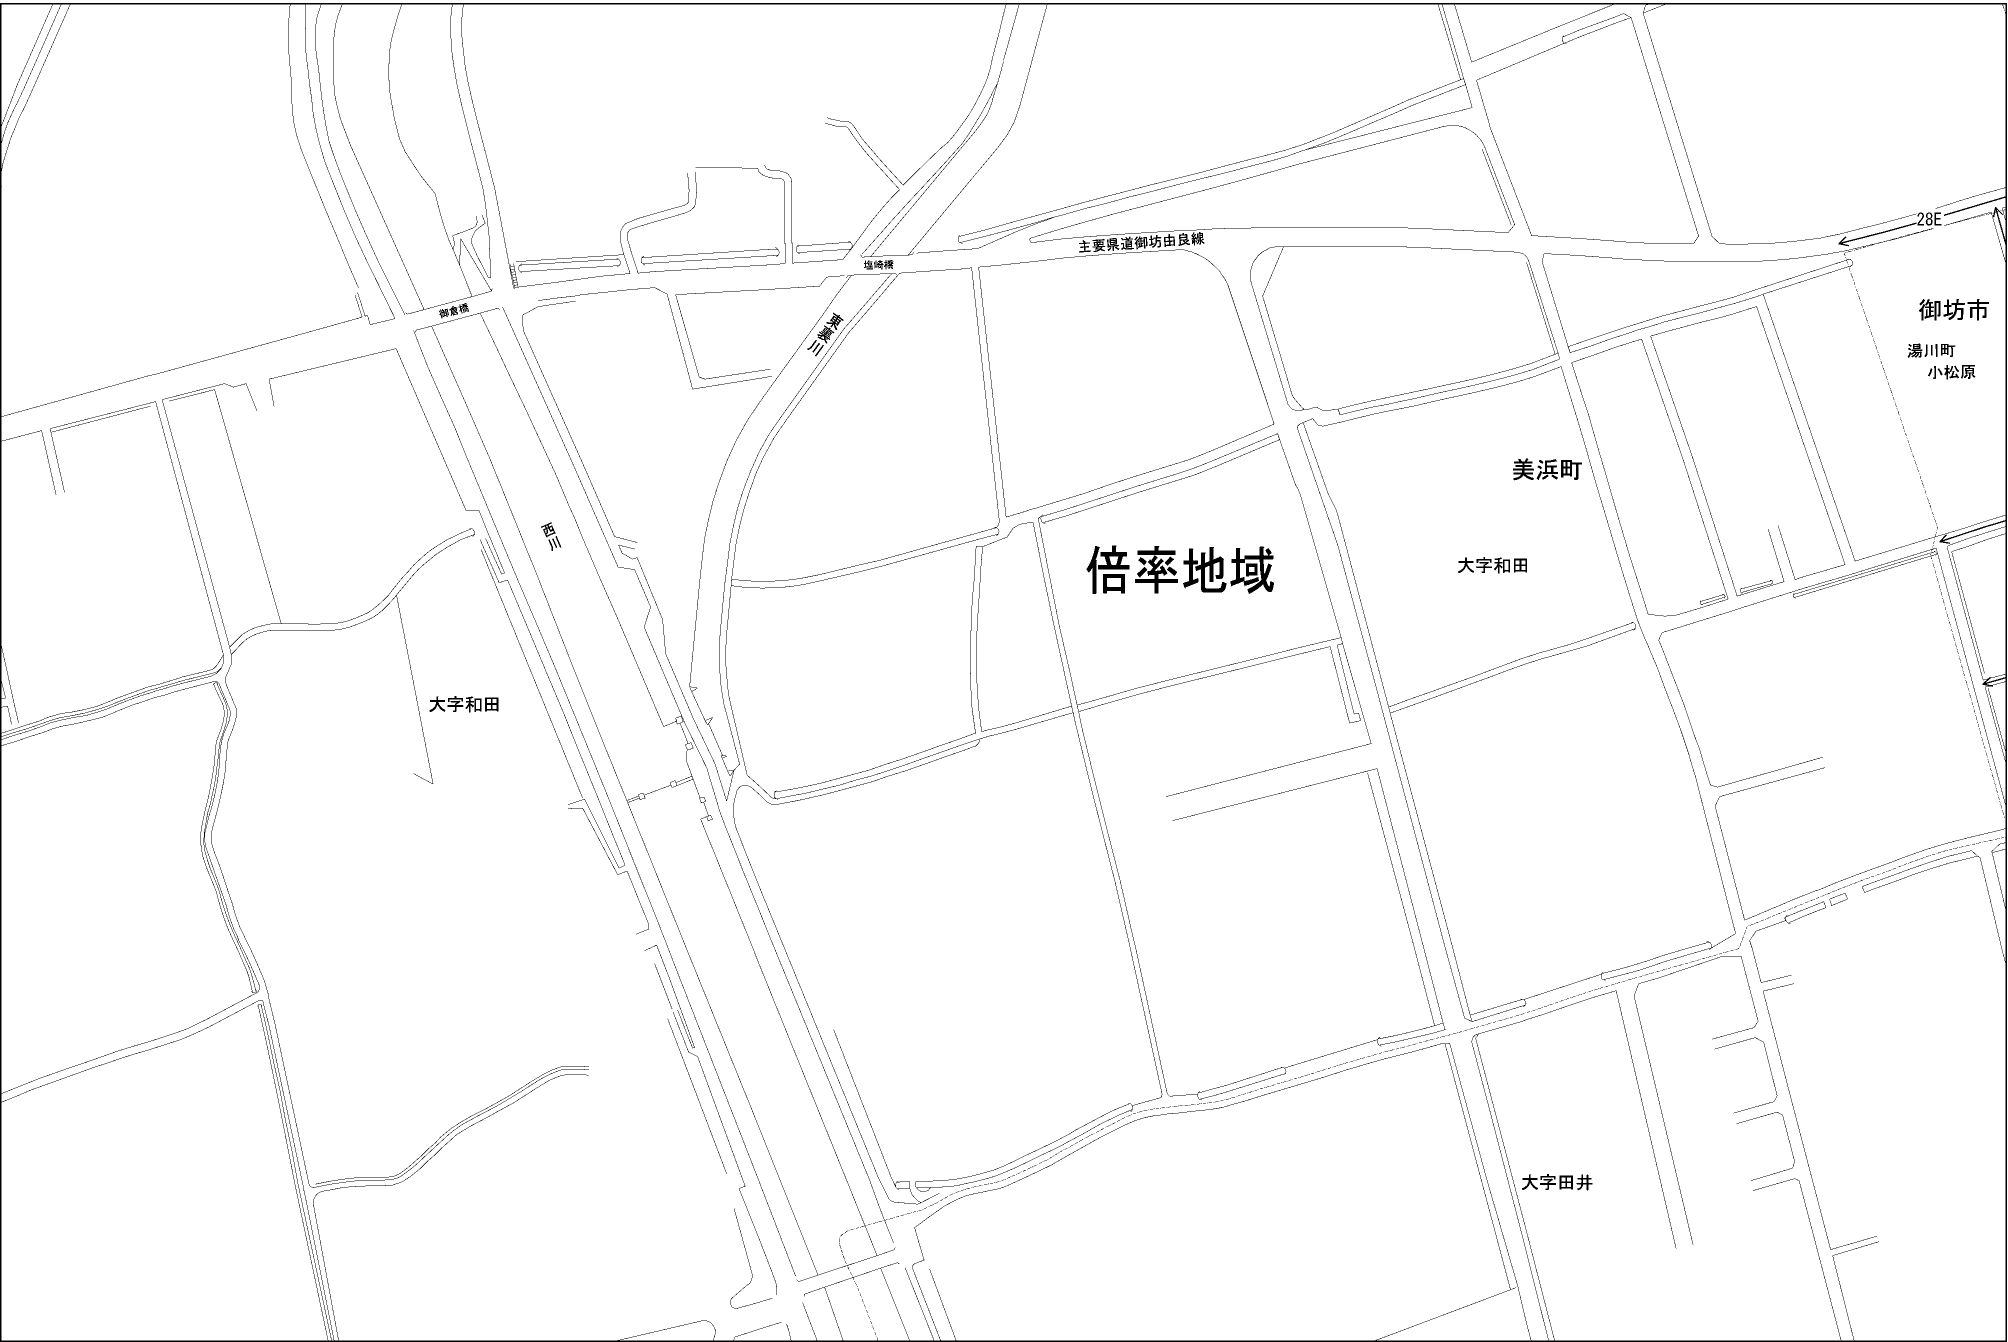 28E
主要県道御坊由良線
塩崎橋
御倉橋
御坊市
東裏川
湯川町
小松原
美浜町
西川
倍率地域
大字和田
大字和田
大字田井